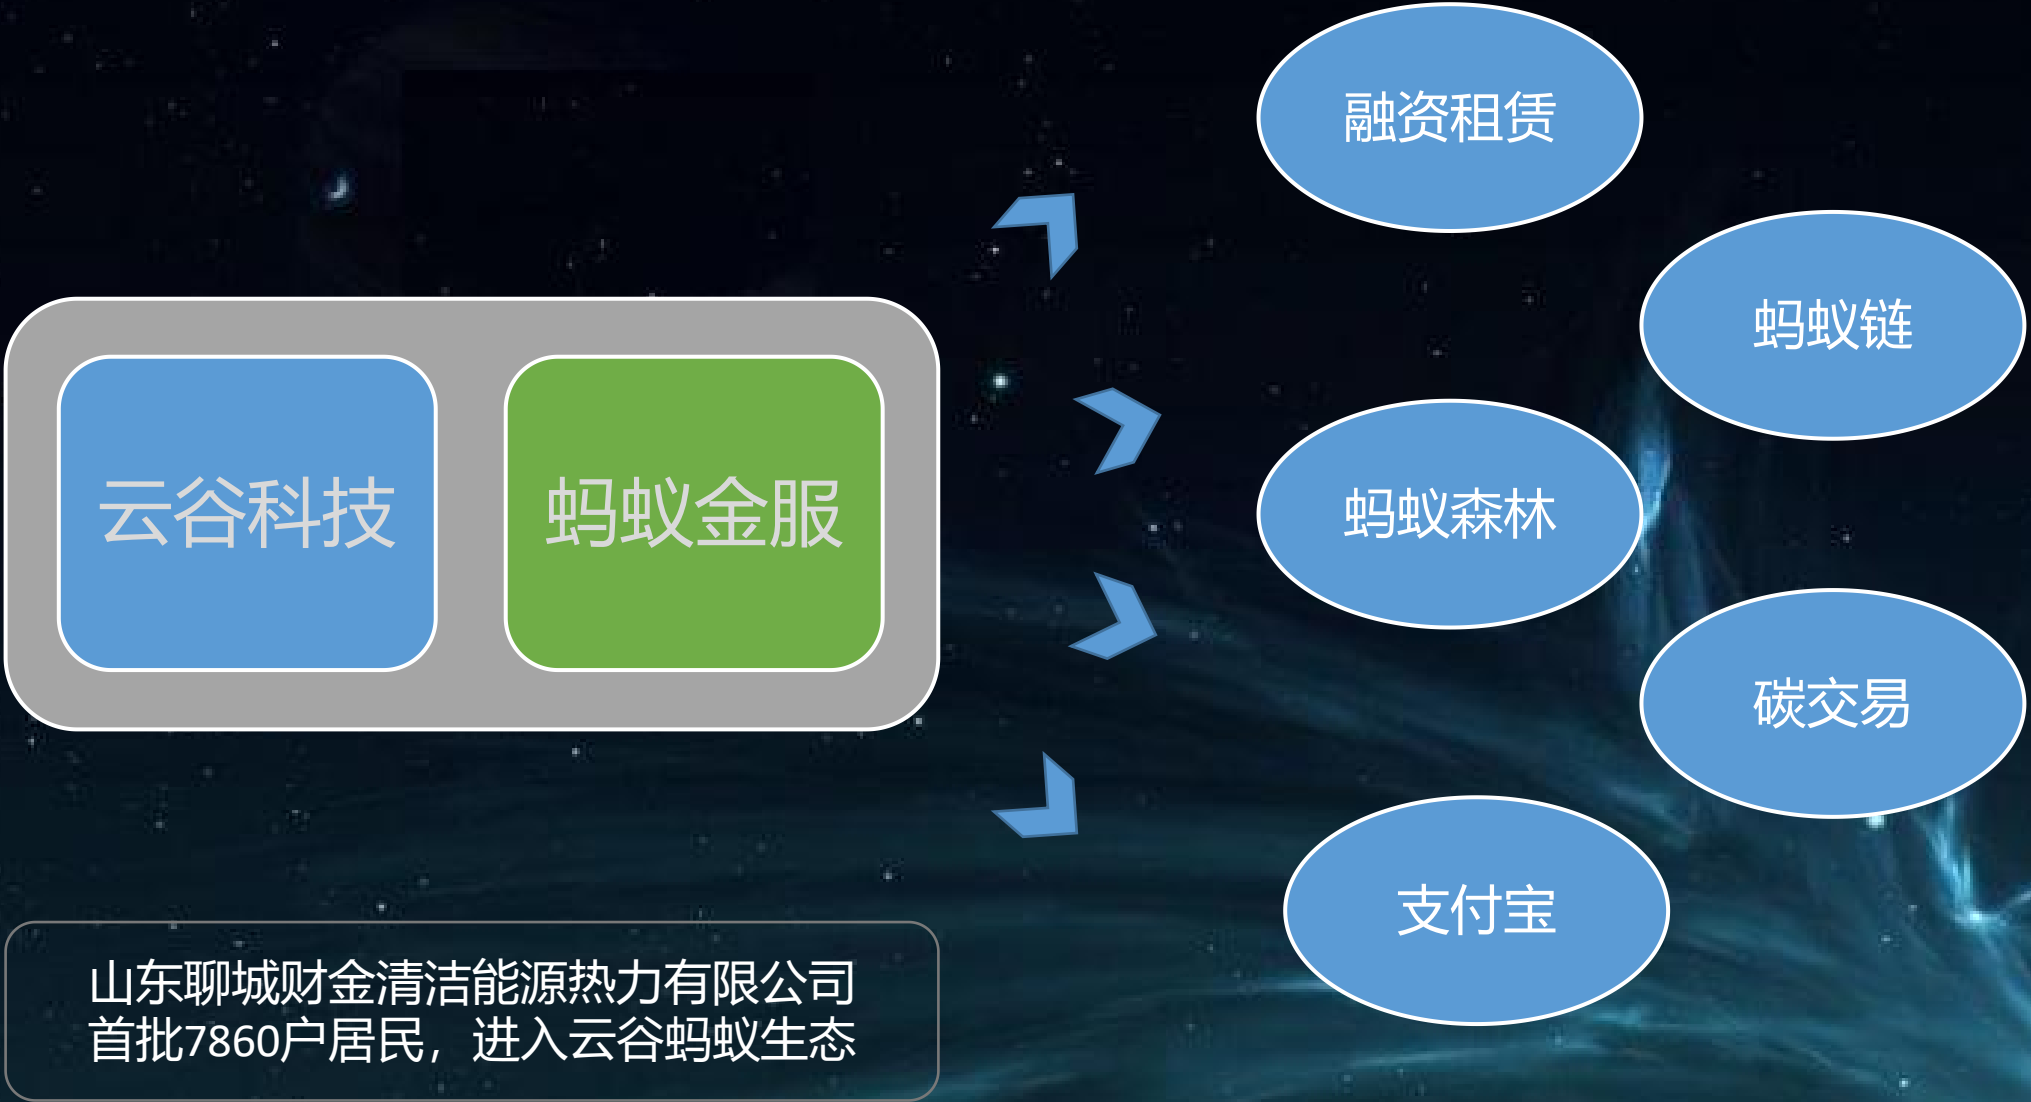 云谷科技
蚂蚁金服
融资租赁
蚂蚁链
蚂蚁森林
碳交易
支付宝
山东聊城财金清洁能源热力有限公司
首批7860户居民，进入云谷蚂蚁生态